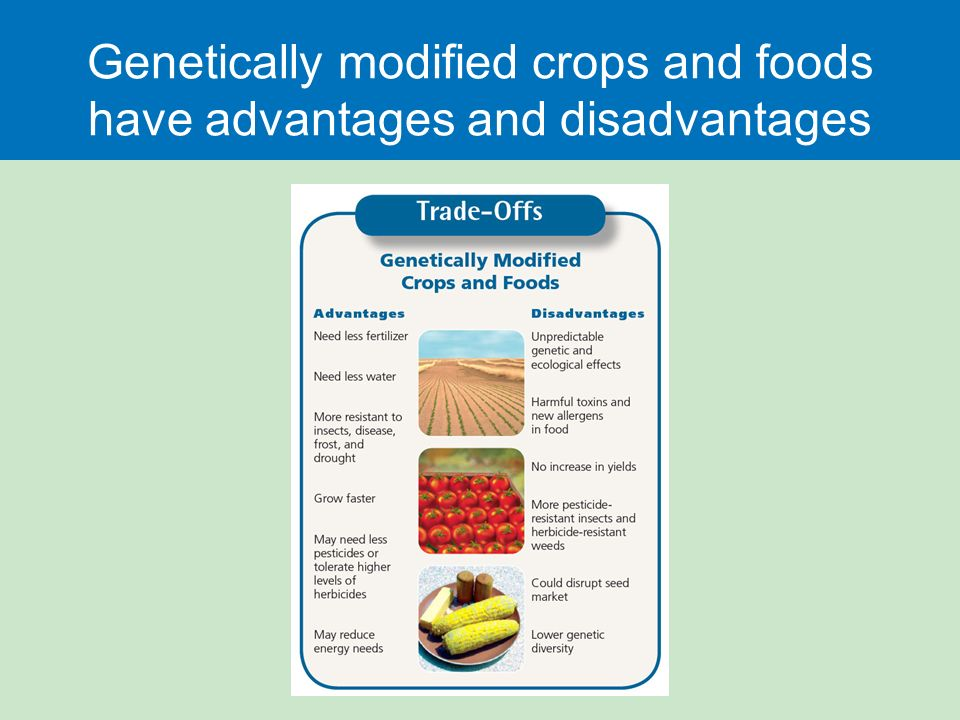 Genetically modified crops and foods
have advantages and disadvantages
Trade-Offs
Genetically Modified
Crops and Foods
Advantages
Need less fertilizer
Need less water
More resistant to
insects, disease,
frost, and
drought
Grow faster
May need less
pesticides or
tolerate higher
levels of
herbicides
May reduce
energy needs
Disadvantages
Unpredictable
genetic and
ecological effects
Harmful toxins and
new allergens
in food
No increase in yields
More pesticide-
resistant insects and
herbicide-resistant
weeds
Could disrupt seed
market
Lower genetic
diversity